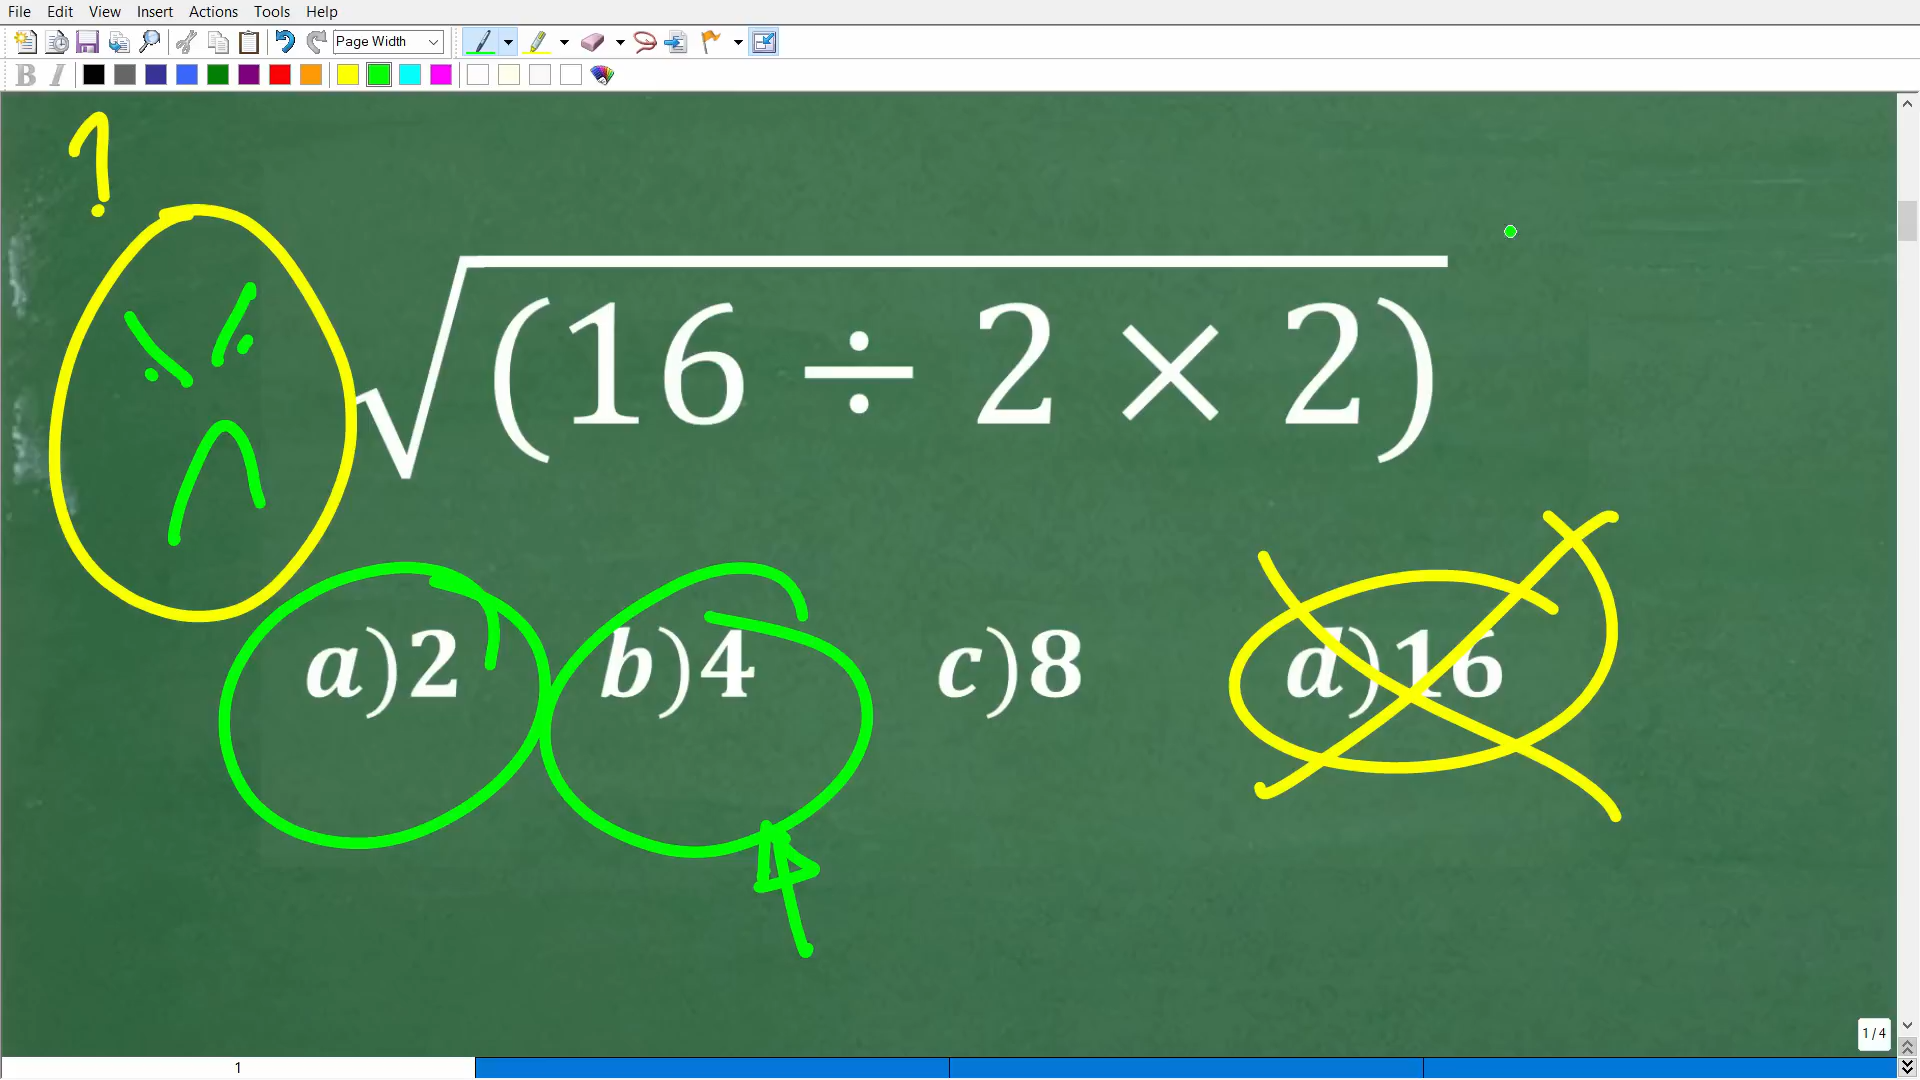 File Edit View Insert Actions Tools Help
Page Width
B I
?
√(16 ÷ 2 × 2)
a)2 b)4 c)8 d)16
1 / 4
1